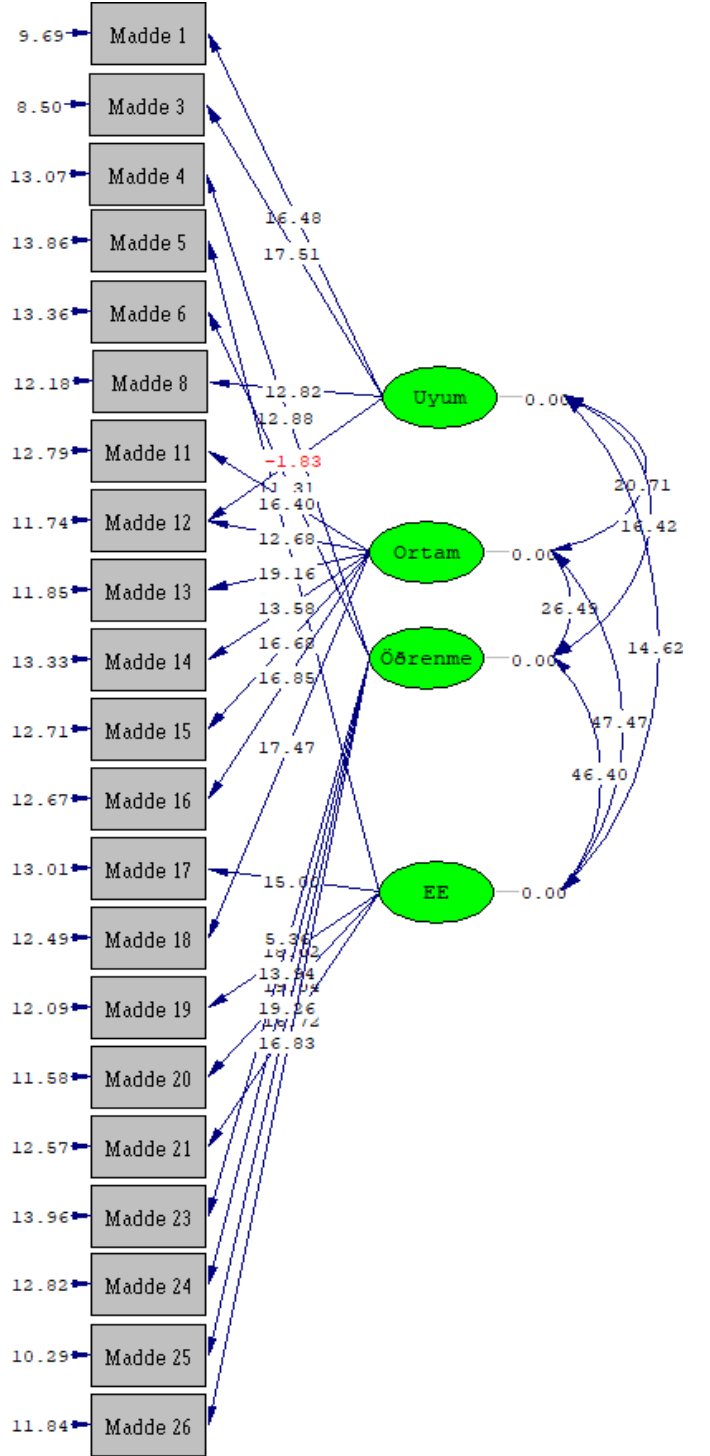 9.69 Madde 1
8.50 Madde 3
13.07 Madde 4
13.86 Madde 5
13.36 Madde 6
12.18 Madde 8
12.79 Madde 11
11.74 Madde 12
11.85 Madde 13
13.33 Madde 14
12.71 Madde 15
12.67 Madde 16
13.01 Madde 17
12.49 Madde 18
12.09 Madde 19
11.58 Madde 20
12.57 Madde 21
13.96 Madde 23
12.82 Madde 24
10.29 Madde 25
11.84 Madde 26
16.48
17.51
12.82
12.88
-1.83
16.40
12.68
19.16
13.58
16.68
16.85
17.47
5.36
13.94
19.26
16.83
Uyum 0.00
Ortam 0.00
Öðrenme 0.00
EE 0.00
20.71
16.42
26.49
14.62
47.47
46.40